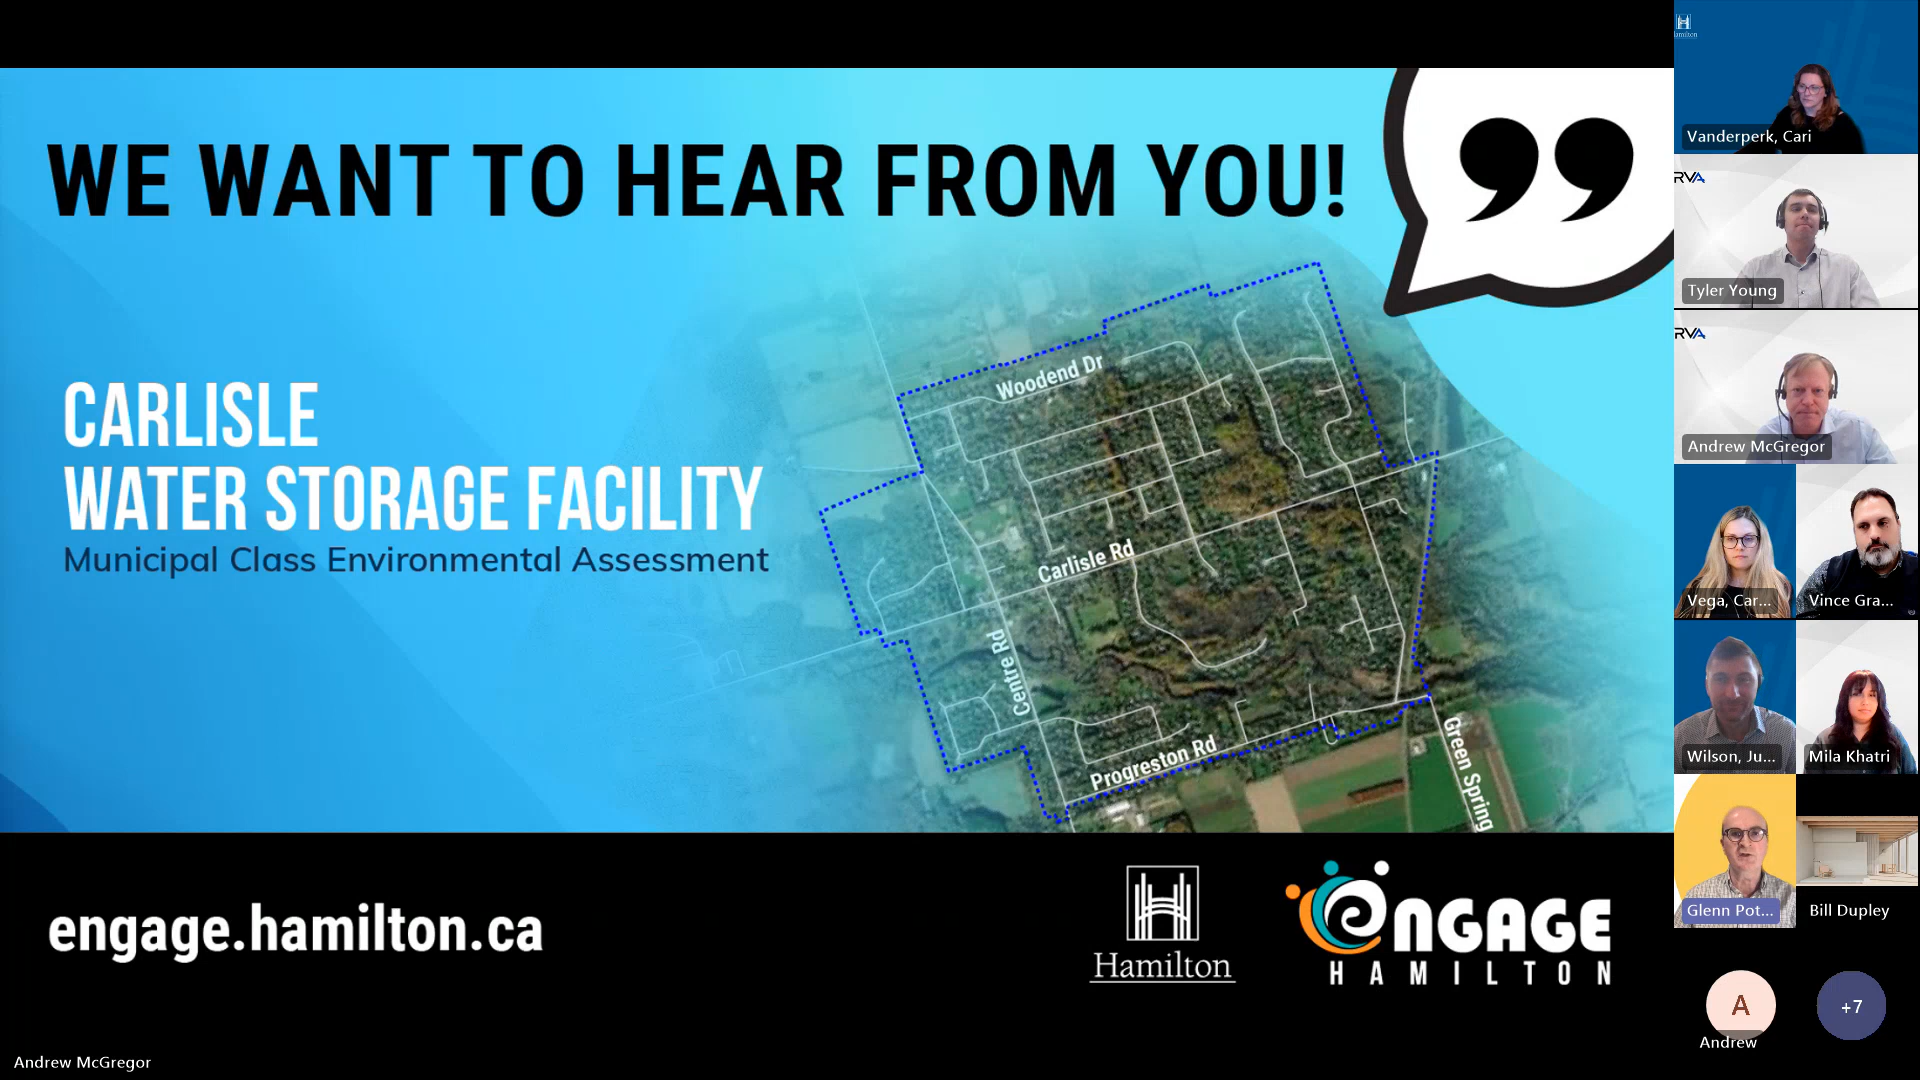 WE WANT TO HEAR FROM YOU!
CARLISLE
WATER STORAGE FACILITY
Municipal Class Environmental Assessment
Woodend Dr
Carlisle Rd
Centre Rd
Progreston Rd
Green Spring
engage.hamilton.ca
Hamilton
ENGAGE
HAMILTON
Andrew McGregor
Hamilton
Vanderperk, Cari
RVA
Tyler Young
RVA
Andrew McGregor
Vega, Car...
Vince Gra...
Wilson, Ju...
Mila Khatri
Glenn Pot...
Bill Dupley
A
Andrew
+7